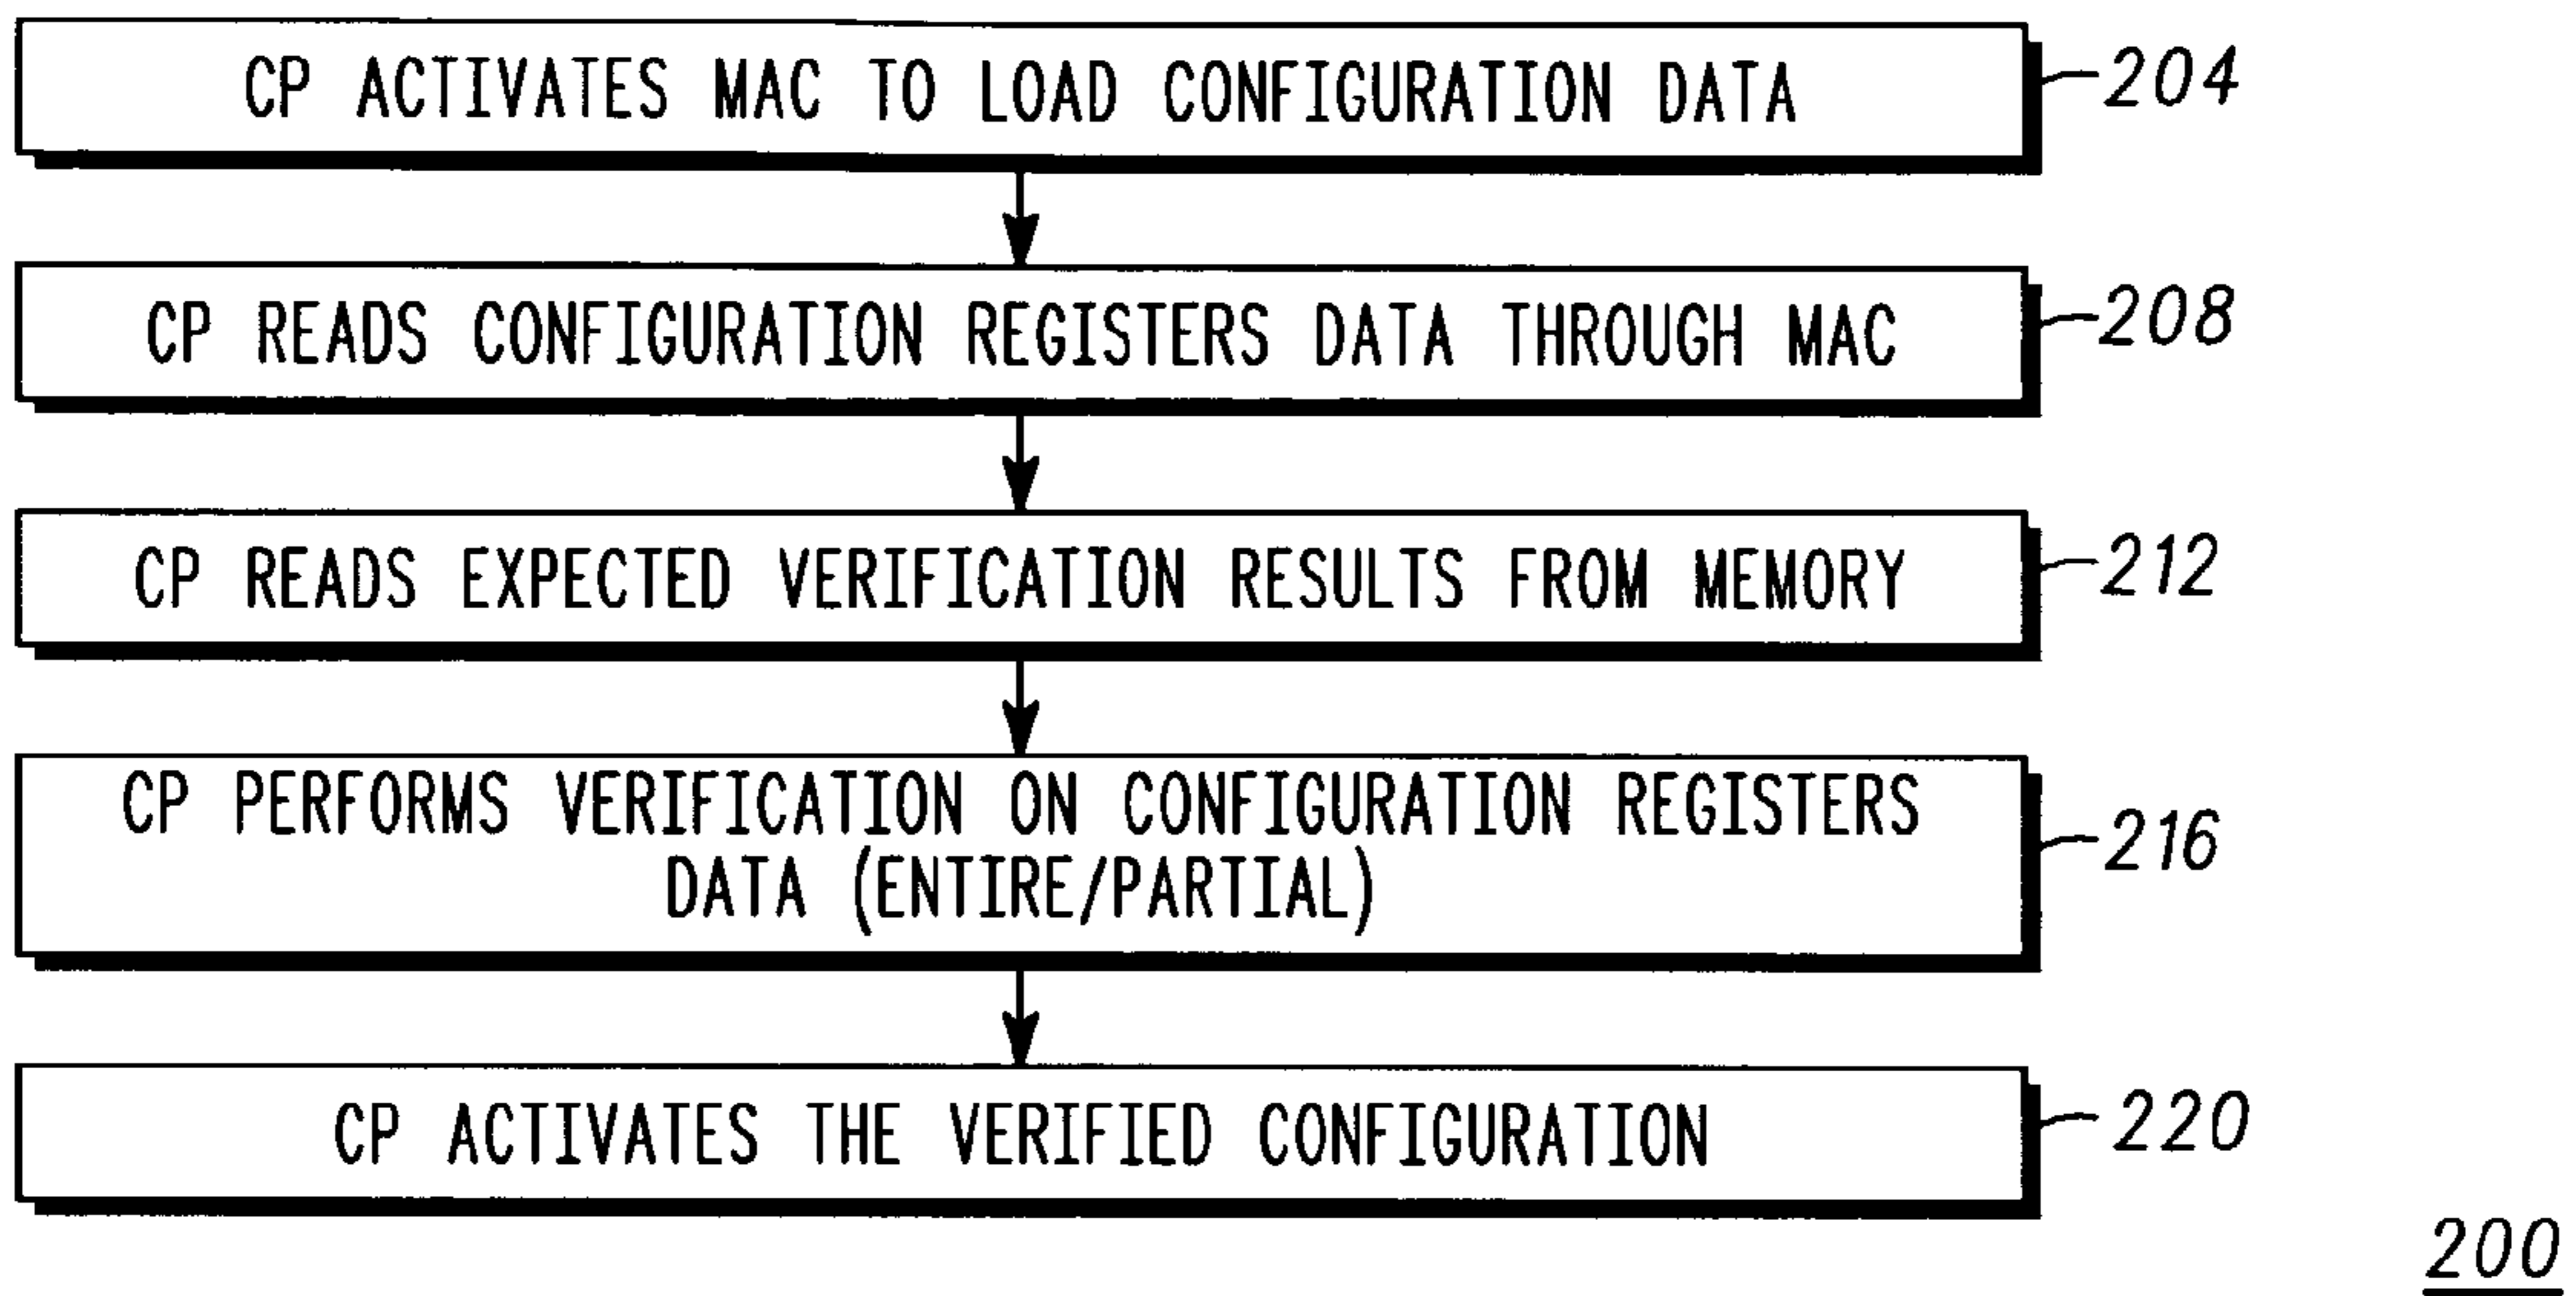 CP ACTIVATES MAC TO LOAD CONFIGURATION DATA
204
CP READS CONFIGURATION REGISTERS DATA THROUGH MAC
208
CP READS EXPECTED VERIFICATION RESULTS FROM MEMORY
212
CP PERFORMS VERIFICATION ON CONFIGURATION REGISTERS
DATA (ENTIRE/PARTIAL)
216
CP ACTIVATES THE VERIFIED CONFIGURATION
220
200